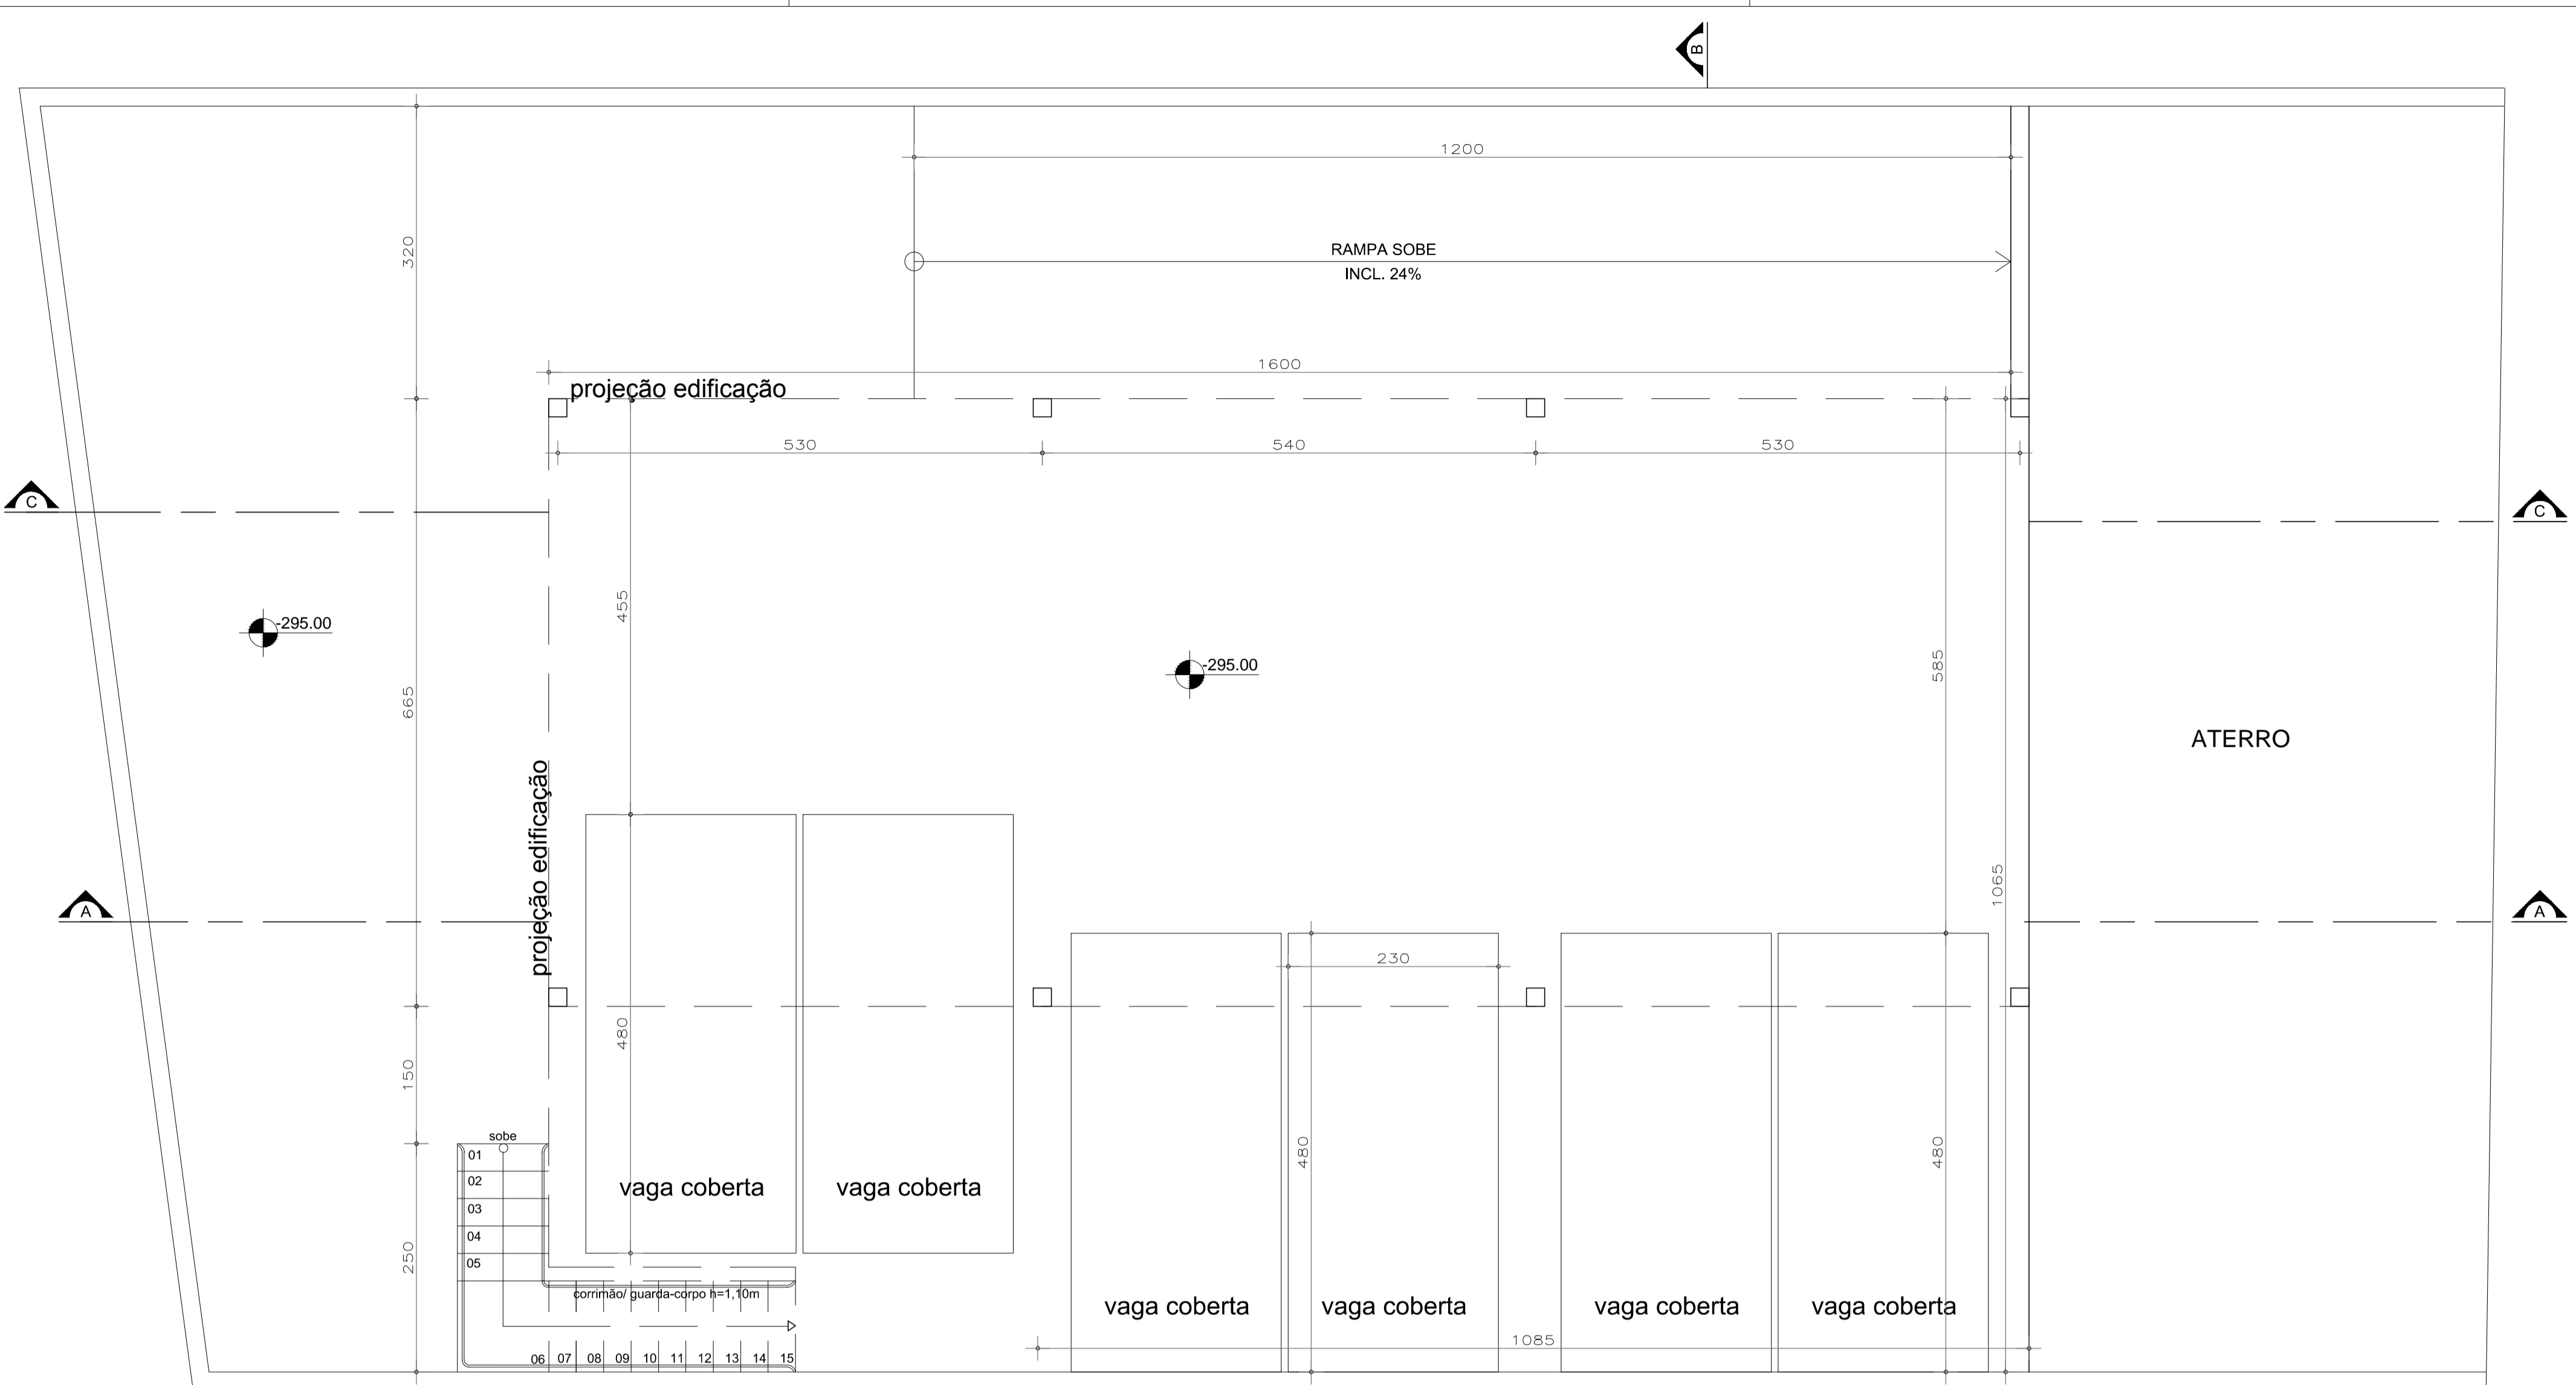 B
1200
320
RAMPA SOBE
INCL. 24%
1600
projeção edificação
530
540
530
C
C
455
-295.00
-295.00
585
665
ATERRO
projeção edificação
1065
A
A
230
480
150
sobe
01
02
03
04
05
480
480
vaga coberta
vaga coberta
250
corrimão/ guarda-corpo h=1,10m
vaga coberta
vaga coberta
vaga coberta
vaga coberta
1085
06 07 08 09 10 11 12 13 14 15